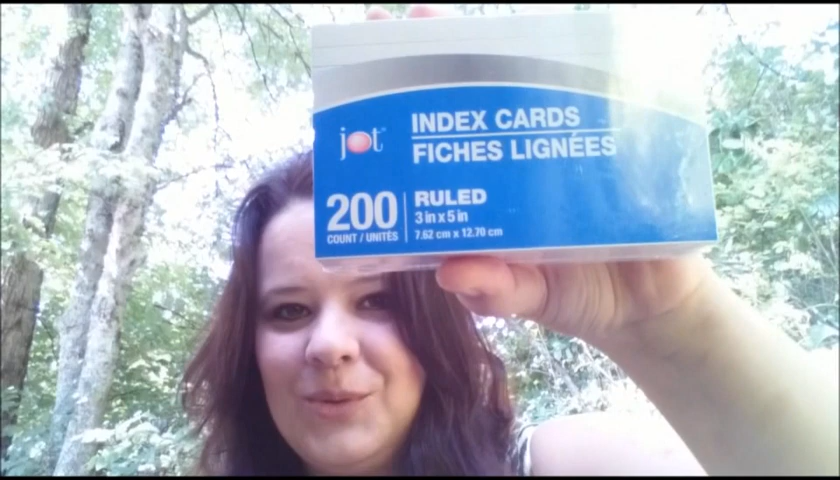 jot
INDEX CARDS
FICHES LIGNÉES
200
COUNT / UNITÉS
RULED
3 in x 5 in
7.62 cm x 12.70 cm